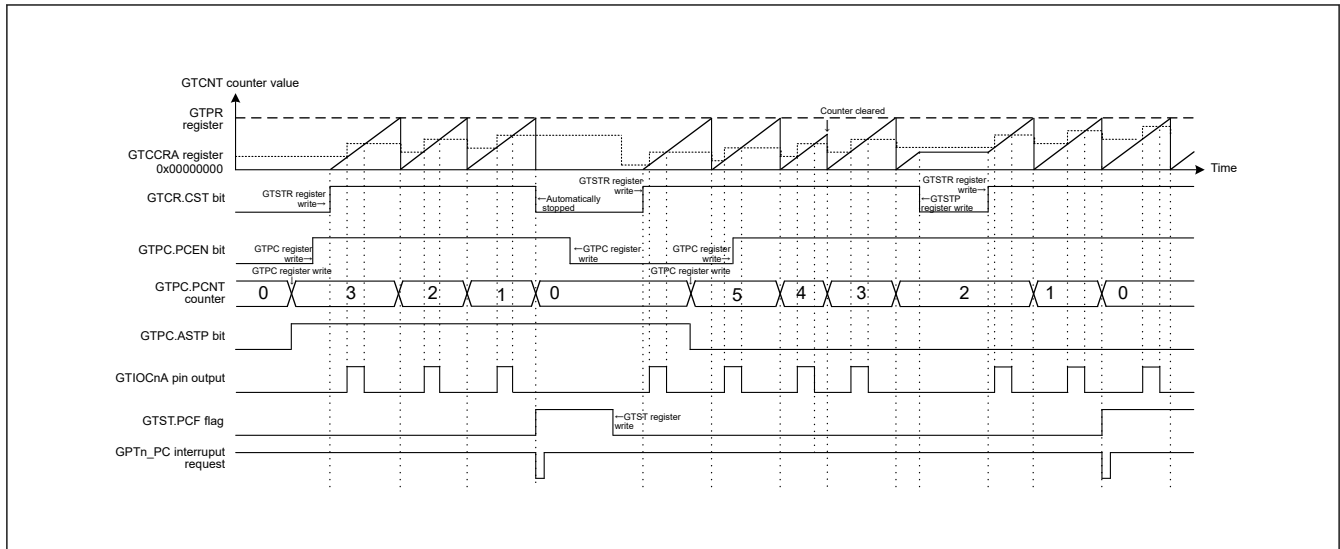 GTCNT counter value
GTPR
register
Counter cleared
GTCCRA register
0x00000000
Time
GTCR.CST bit
GTSTR register
write→
←Automatically
stopped
GTSTR register
write→
←GTSTP
register write
GTSTR register
write→
GTPC.PCEN bit
GTPC register
write→
←GTPC register
write
GTPC register
write→
GTPC register write
GTPC register write
GTPC.PCNT
counter
0 3 2 1 0 5 4 3 2 1 0
GTPC.ASTP bit
GTIOCnA pin output
GTST.PCF flag
←GTST register
write
GPTn_PC interruput
request